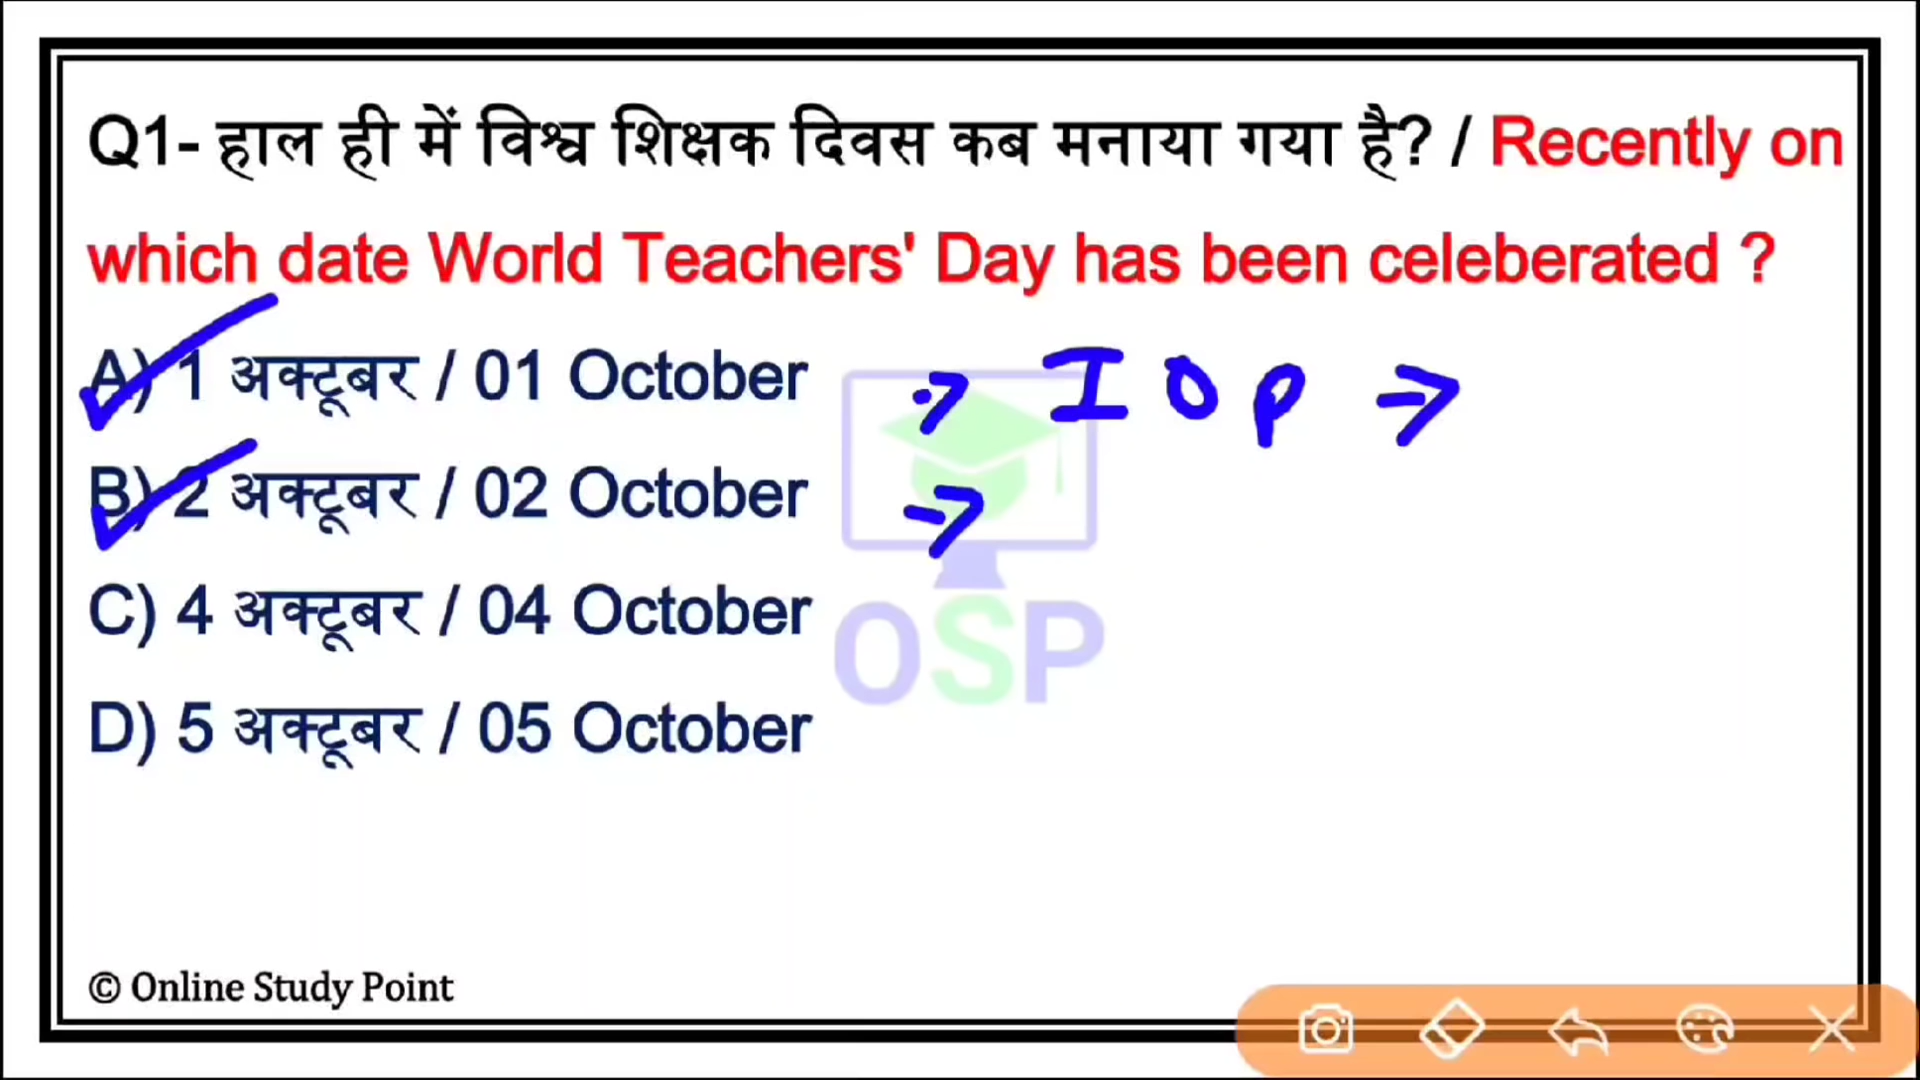 Q1- हाल ही में विश्व शिक्षक दिवस कब मनाया गया है? / Recently on
which date World Teachers' Day has been celeberated ?
A) 1 अक्टूबर / 01 October → IOP →
B) 2 अक्टूबर / 02 October →
C) 4 अक्टूबर / 04 October
D) 5 अक्टूबर / 05 October
OSP
© Online Study Point